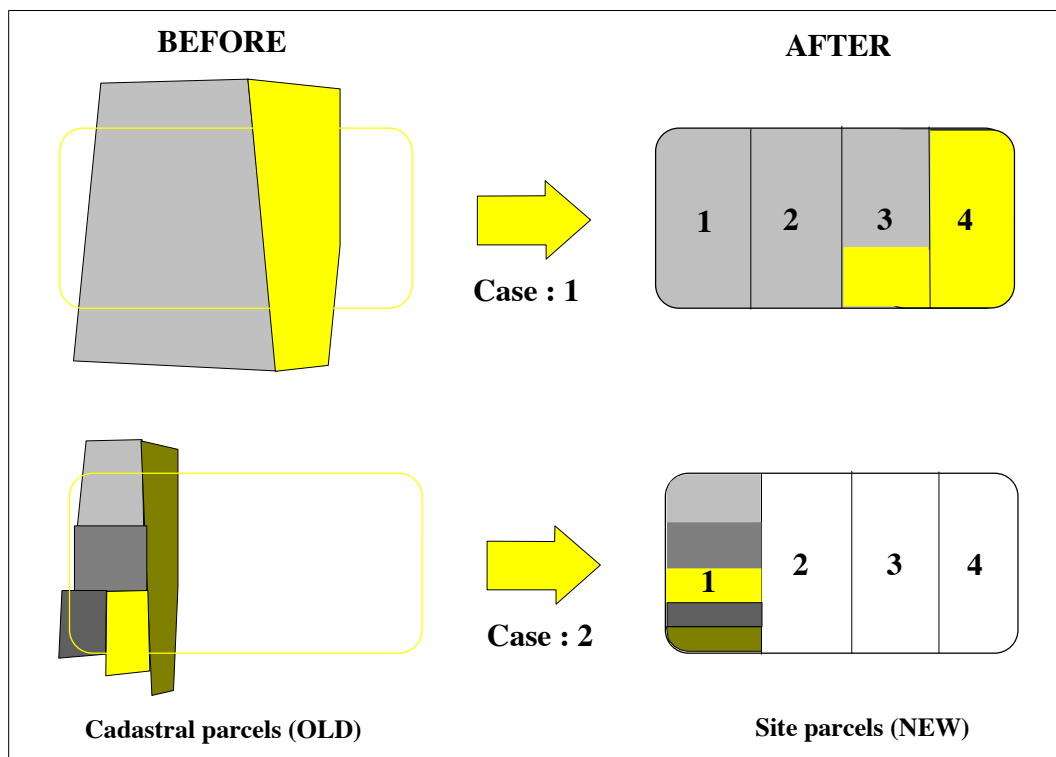 BEFORE
AFTER
1
2
3
4
Case : 1
1
2
3
4
Case : 2
Cadastral parcels (OLD)
Site parcels (NEW)